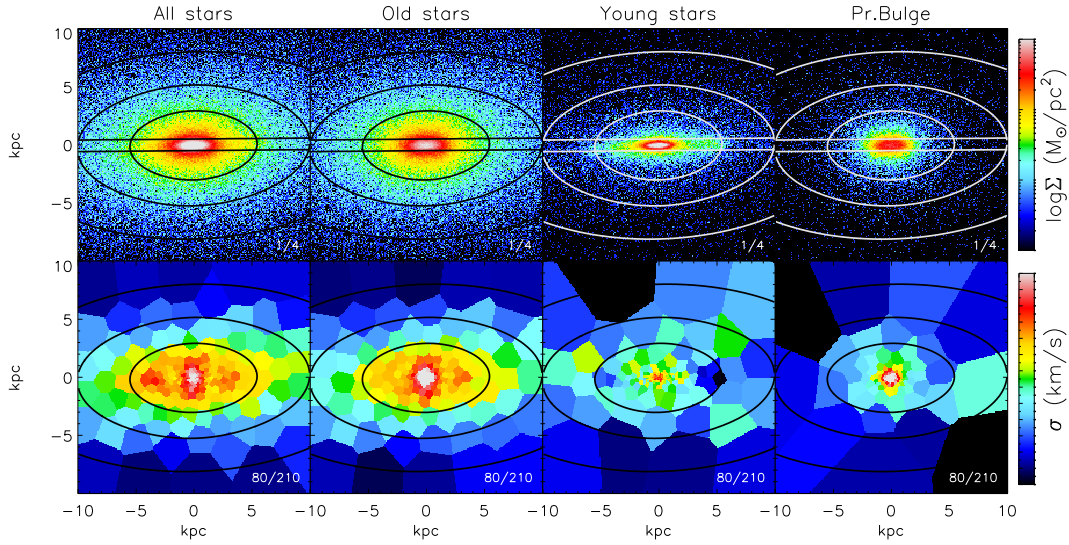 All stars Old stars Young stars Pr.Bulge
10
5
kpc 0
−5
1/4 1/4 1/4 1/4
logΣ (M⊙/pc²)
10
5
kpc 0
−5
80/210 80/210 80/210 80/210
σ (km/s)
−10 −5 0 5 −10 −5 0 5 −10 −5 0 5 −10 −5 0 5 10
kpc kpc kpc kpc